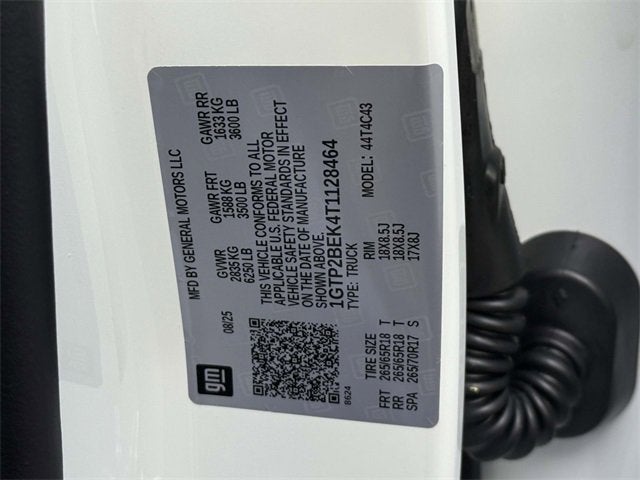 gm
MFD BY GENERAL MOTORS LLC
08/25
GVWR GAWR FRT GAWR RR
2835 KG 1588 KG 1633 KG
6250 LB 3500 LB 3600 LB
THIS VEHICLE CONFORMS TO ALL
APPLICABLE U.S. FEDERAL MOTOR
VEHICLE SAFETY STANDARDS IN EFFECT
ON THE DATE OF MANUFACTURE
SHOWN ABOVE.
1GTP2BEK4T1128464
TYPE: TRUCK
8624
MODEL: 44T4C43
TIRE SIZE RIM
FRT 265/65R18 T 18X8.5J
RR 265/65R18 T 18X8.5J
SPA 265/70R17 S 17X8J